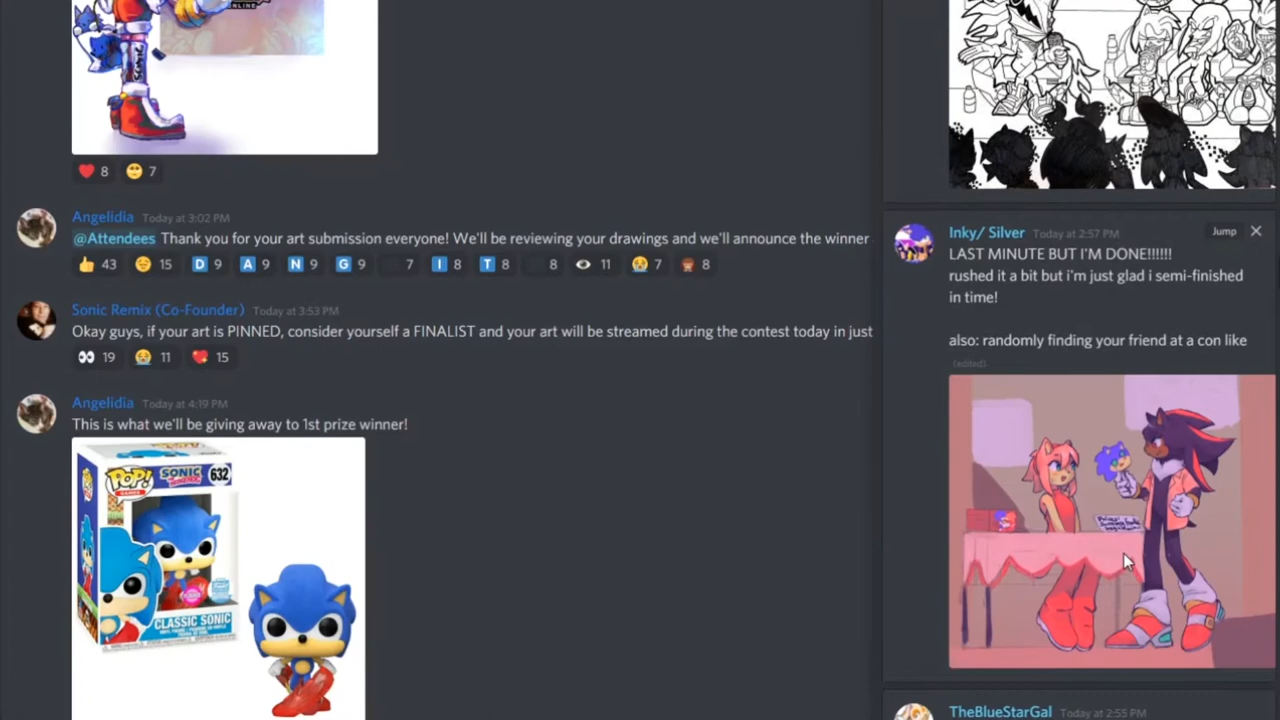 ONLINE
8
7
Angelidia Today at 3:02 PM
@Attendees Thank you for your art submission everyone! We'll be reviewing your drawings and we'll announce the winner
43 15 D 9 A 9 N 9 G 9 7 I 8 T 8 8 11 7 8
Sonic Remix (Co-Founder) Today at 3:53 PM
Okay guys, if your art is PINNED, consider yourself a FINALIST and your art will be streamed during the contest today in just
19 11 15
Angelidia Today at 4:19 PM
This is what we'll be giving away to 1st prize winner!
POP!
GAMES
SONIC
632
CLASSIC SONIC
Inky/ Silver Today at 2:57 PM Jump
LAST MINUTE BUT I'M DONE!!!!!!
rushed it a bit but i'm just glad i semi-finished
in time!
also: randomly finding your friend at a con like
(edited)
TheBlueStarGal Today at 2:55 PM